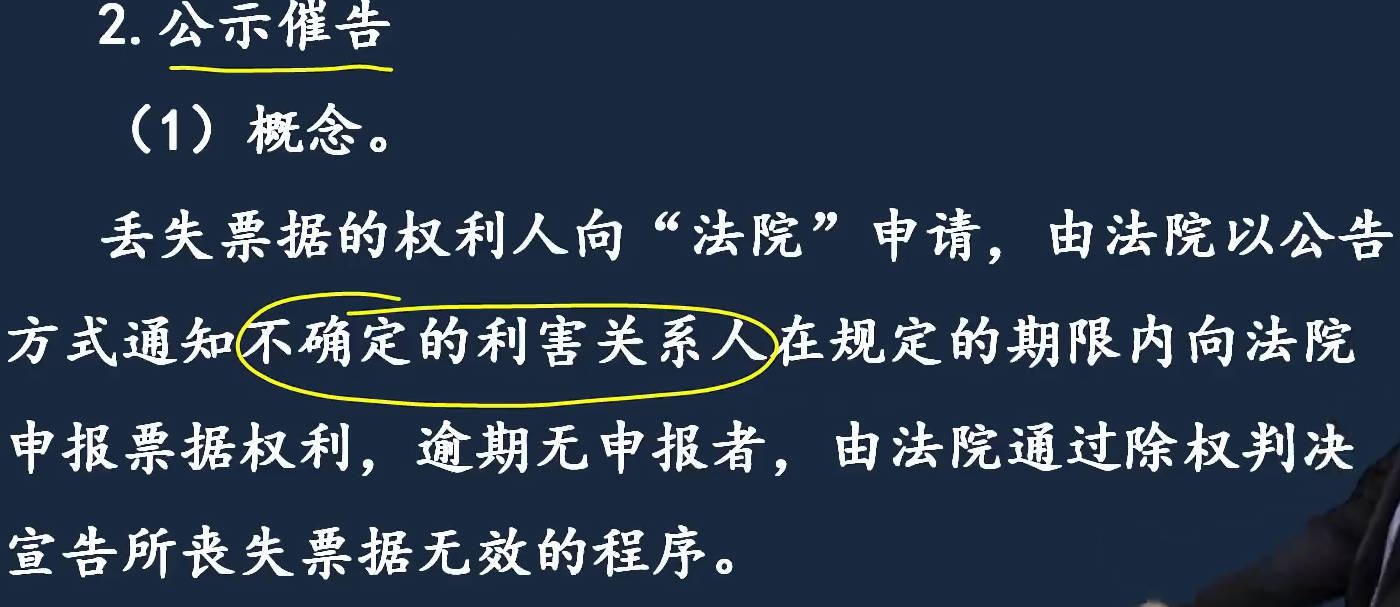 2.公示催告
（1）概念。
丢失票据的权利人向“法院”申请，由法院以公告
方式通知不确定的利害关系人在规定的期限内向法院
申报票据权利，逾期无申报者，由法院通过除权判决
宣告所丧失票据无效的程序。